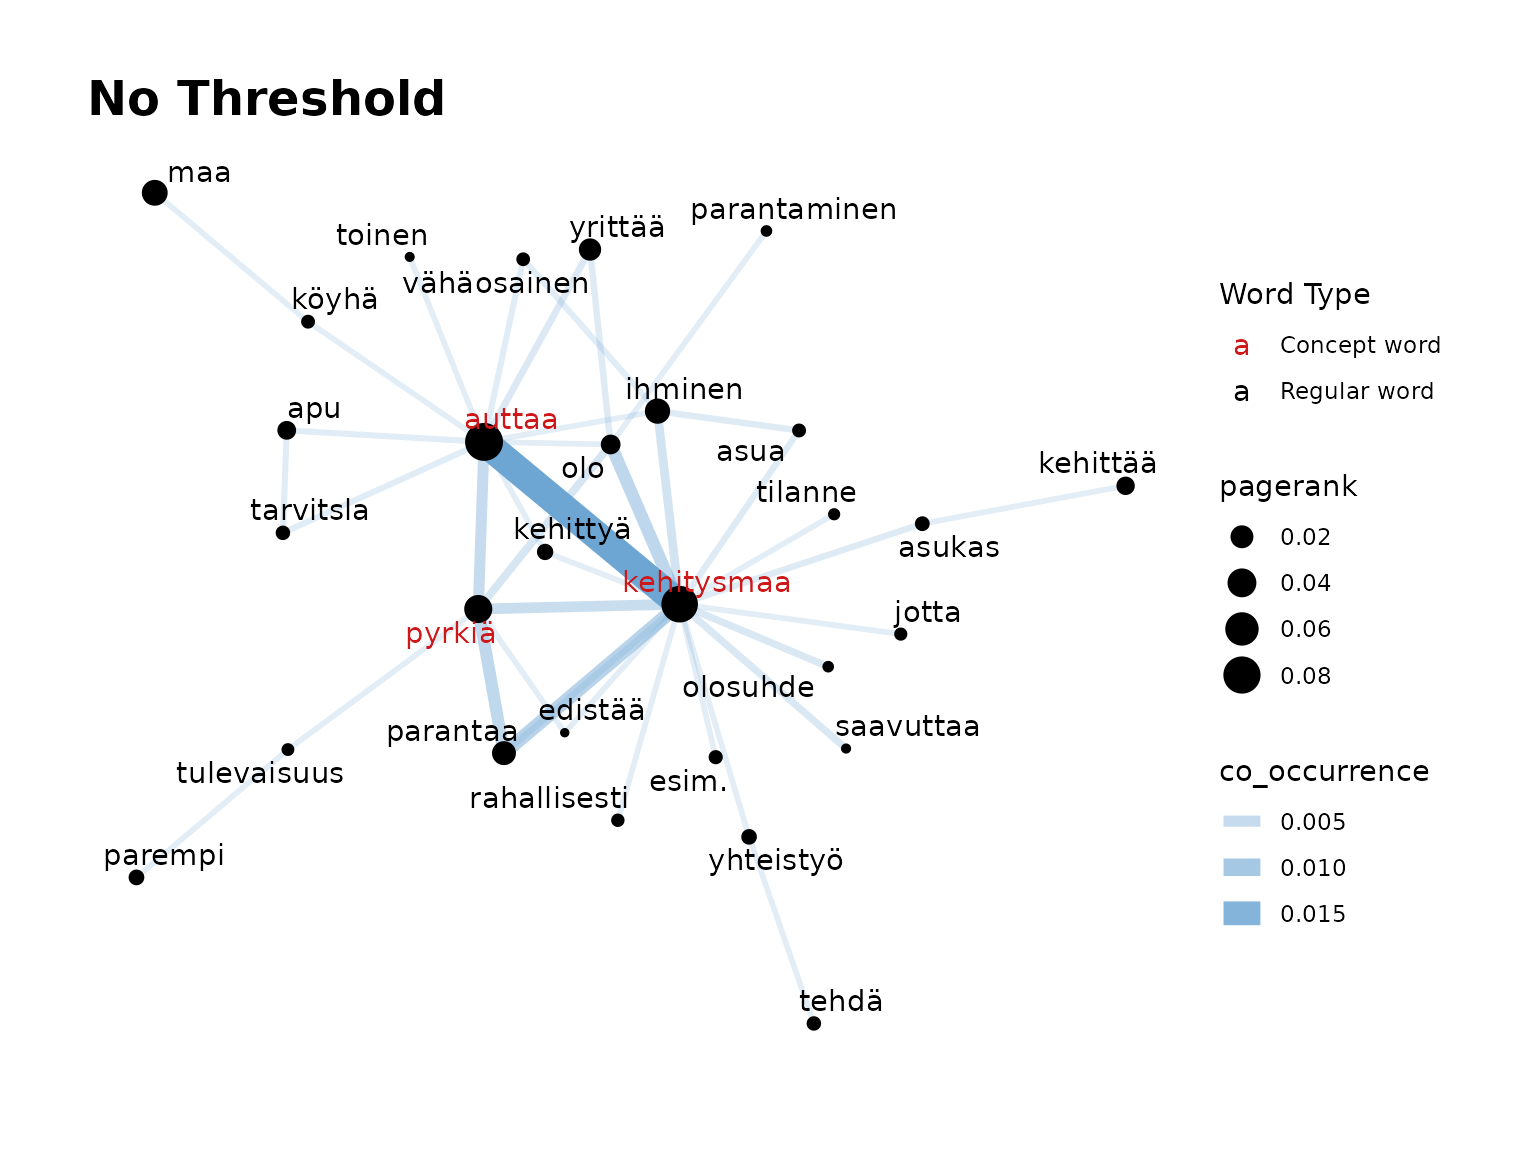 No Threshold
maa
parantaminen
yrittää
toinen
vähäosainen
köyhä
ihminen
apu
auttaa
asua
olo
kehittää
tilanne
tarvitsla
kehittyä
asukas
kehitysmaa
jotta
pyrkiä
olosuhde
edistää
saavuttaa
parantaa
tulevaisuus
esim.
rahallisesti
parempi
yhteistyö
tehdä
Word Type
a Concept word
a Regular word
pagerank
0.02
0.04
0.06
0.08
co_occurrence
0.005
0.010
0.015